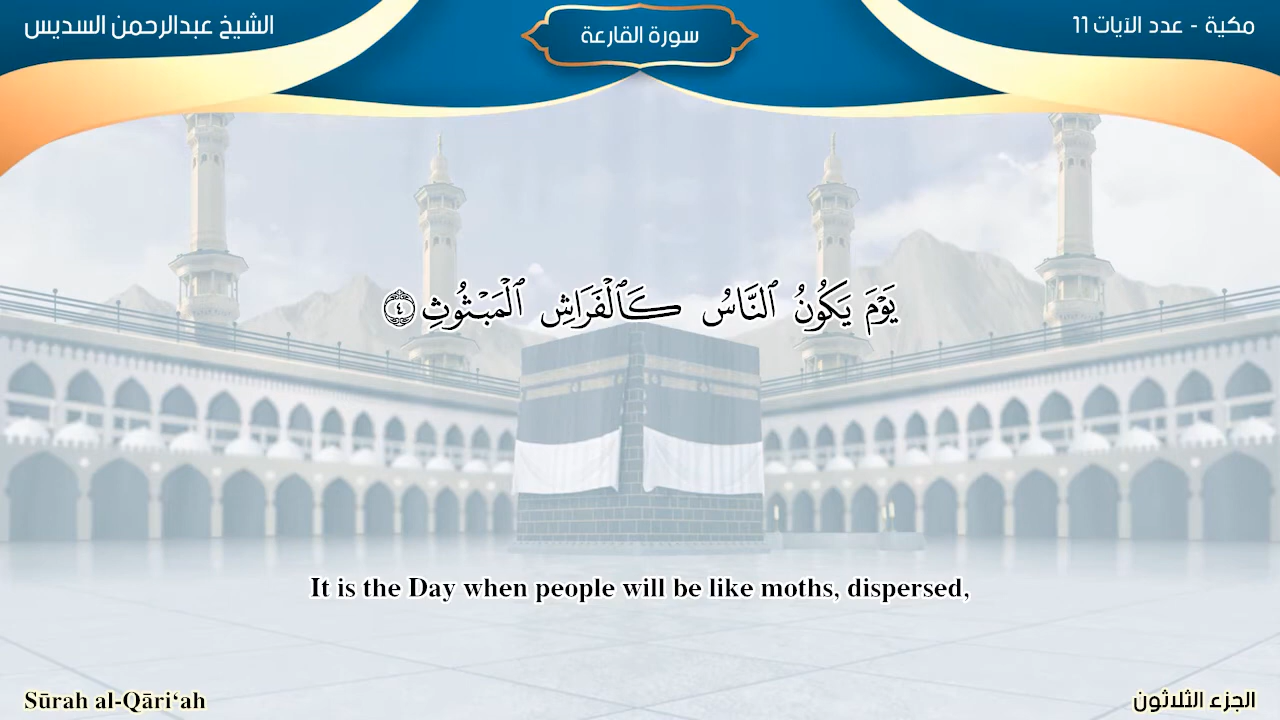 مكية - عدد الآيات 11
سورة القارعة
الشيخ عبدالرحمن السديس
يَوْمَ يَكُونُ ٱلنَّاسُ كَٱلْفَرَاشِ ٱلْمَبْثُوثِ ٤
It is the Day when people will be like moths, dispersed,
Sūrah al-Qāri‘ah
الجزء الثلاثون